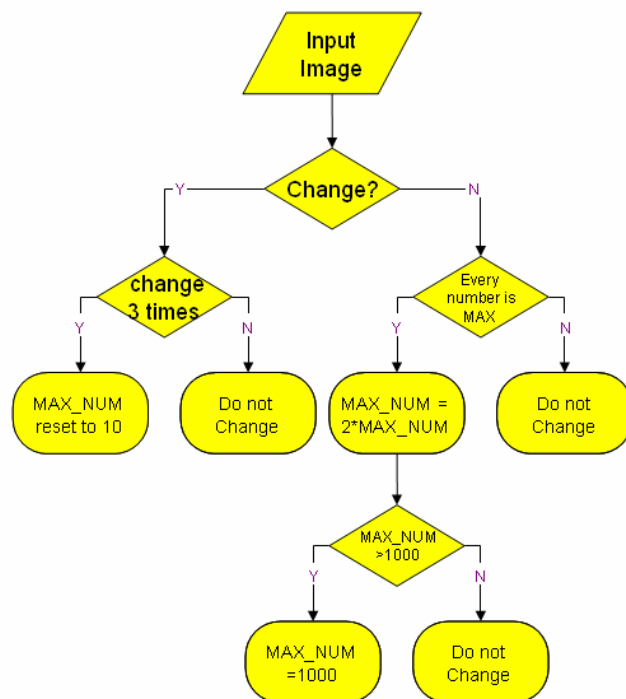 Input
Image
Change?
Y
N
change
3 times
Every
number is
MAX
Y
N
Y
N
MAX_NUM
reset to 10
Do not
Change
MAX_NUM =
2*MAX_NUM
Do not
Change
MAX_NUM
>1000
Y
N
MAX_NUM
=1000
Do not
Change